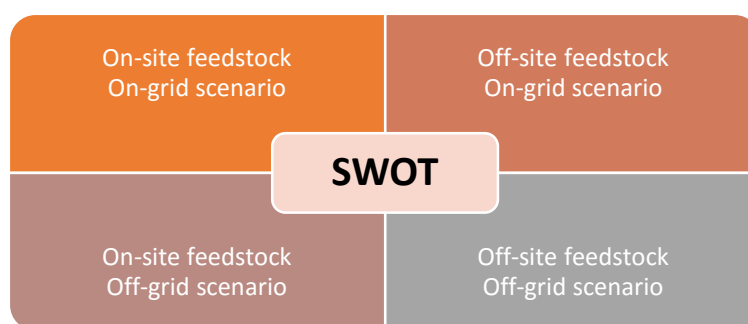 On-site feedstock
On-grid scenario
Off-site feedstock
On-grid scenario
SWOT
On-site feedstock
Off-grid scenario
Off-site feedstock
Off-grid scenario